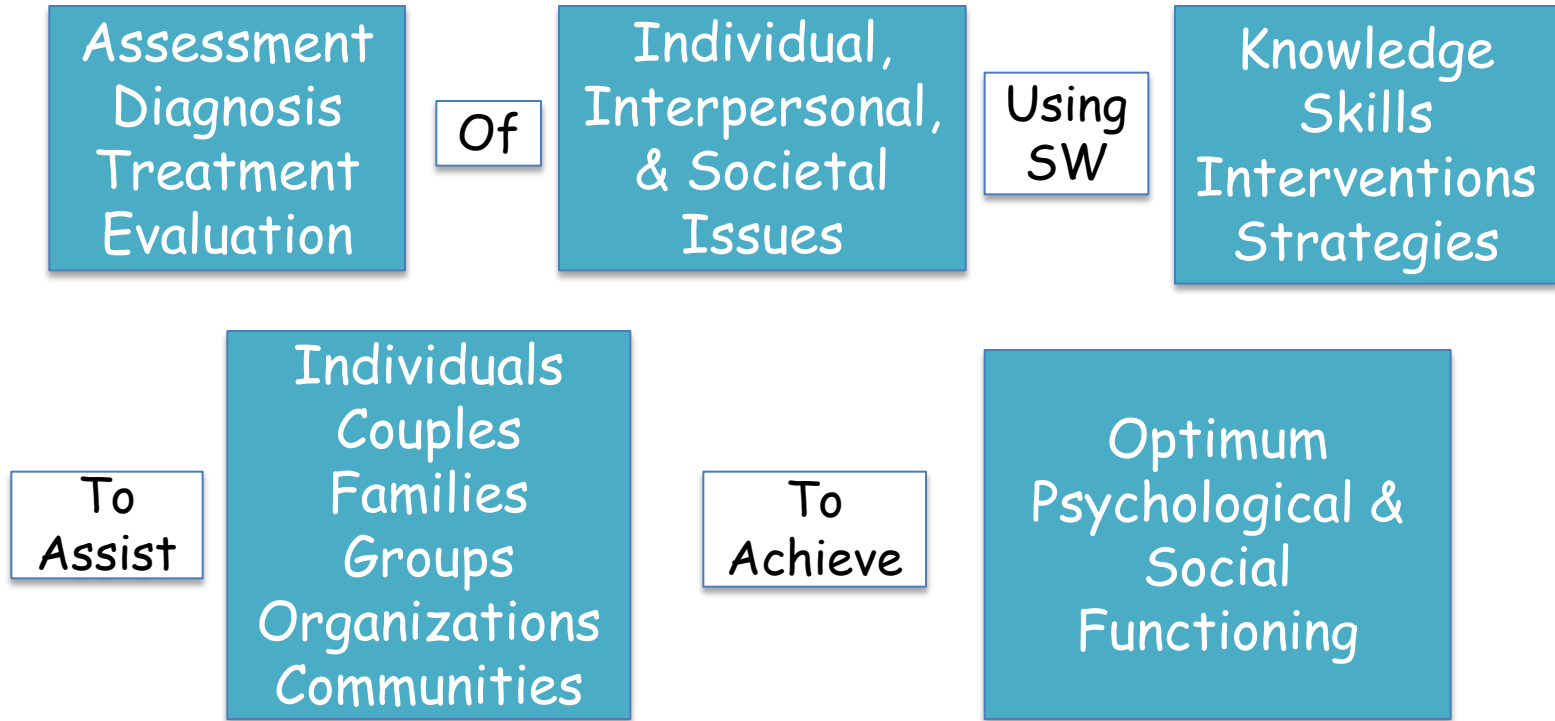 Assessment
Diagnosis
Treatment
Evaluation
Of
Individual,
Interpersonal,
& Societal
Issues
Using
SW
Knowledge
Skills
Interventions
Strategies
To
Assist
Individuals
Couples
Families
Groups
Organizations
Communities
To
Achieve
Optimum
Psychological &
Social
Functioning